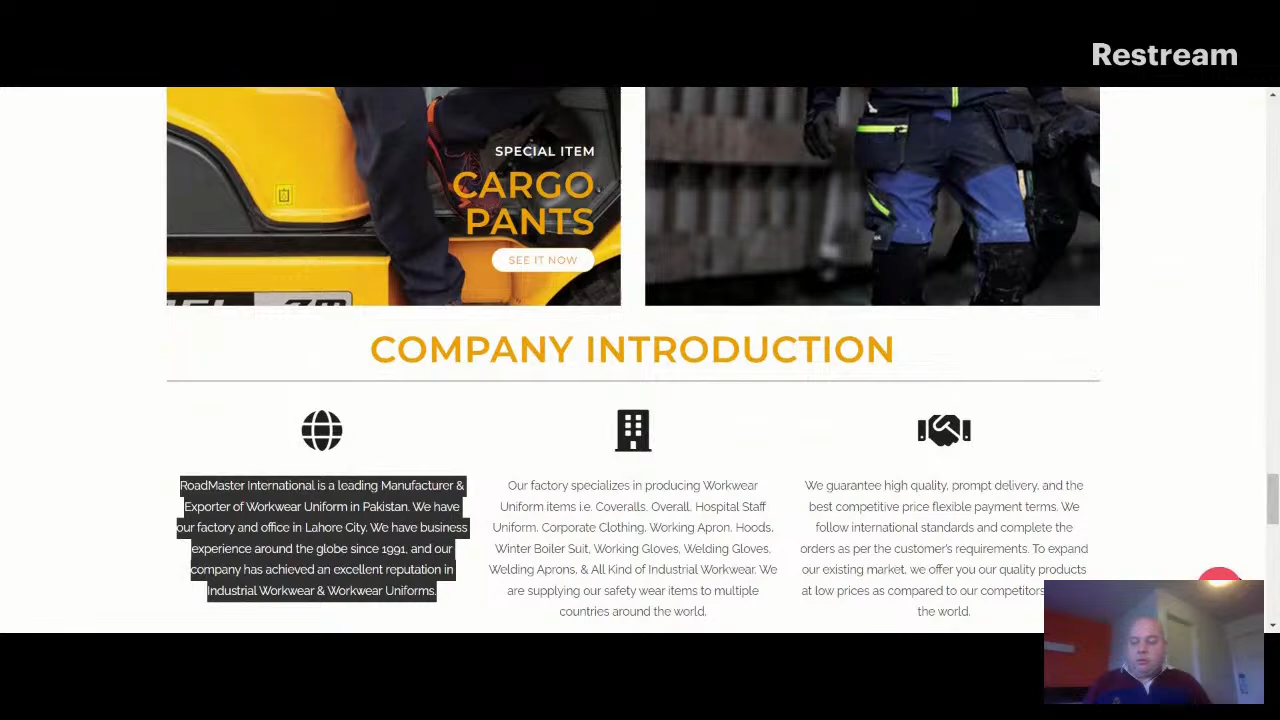 Restream
SPECIAL ITEM
CARGO
PANTS
SEE IT NOW
COMPANY INTRODUCTION
RoadMaster International is a leading Manufacturer &
Exporter of Workwear Uniform in Pakistan. We have
our factory and office in Lahore City. We have business
experience around the globe since 1991, and our
company has achieved an excellent reputation in
Industrial Workwear & Workwear Uniforms.
Our factory specializes in producing Workwear
Uniform items i.e. Coveralls, Overall, Hospital Staff
Uniform, Corporate Clothing, Working Apron, Hoods,
Winter Boiler Suit, Working Gloves, Welding Gloves,
Welding Aprons, & All Kind of Industrial Workwear. We
are supplying our safety wear items to multiple
countries around the world.
We guarantee high quality, prompt delivery, and the
best competitive price flexible payment terms. We
follow international standards and complete the
orders as per the customer's requirements. To expand
our existing market, we offer you our quality products
at low prices as compared to our competitors
the world.